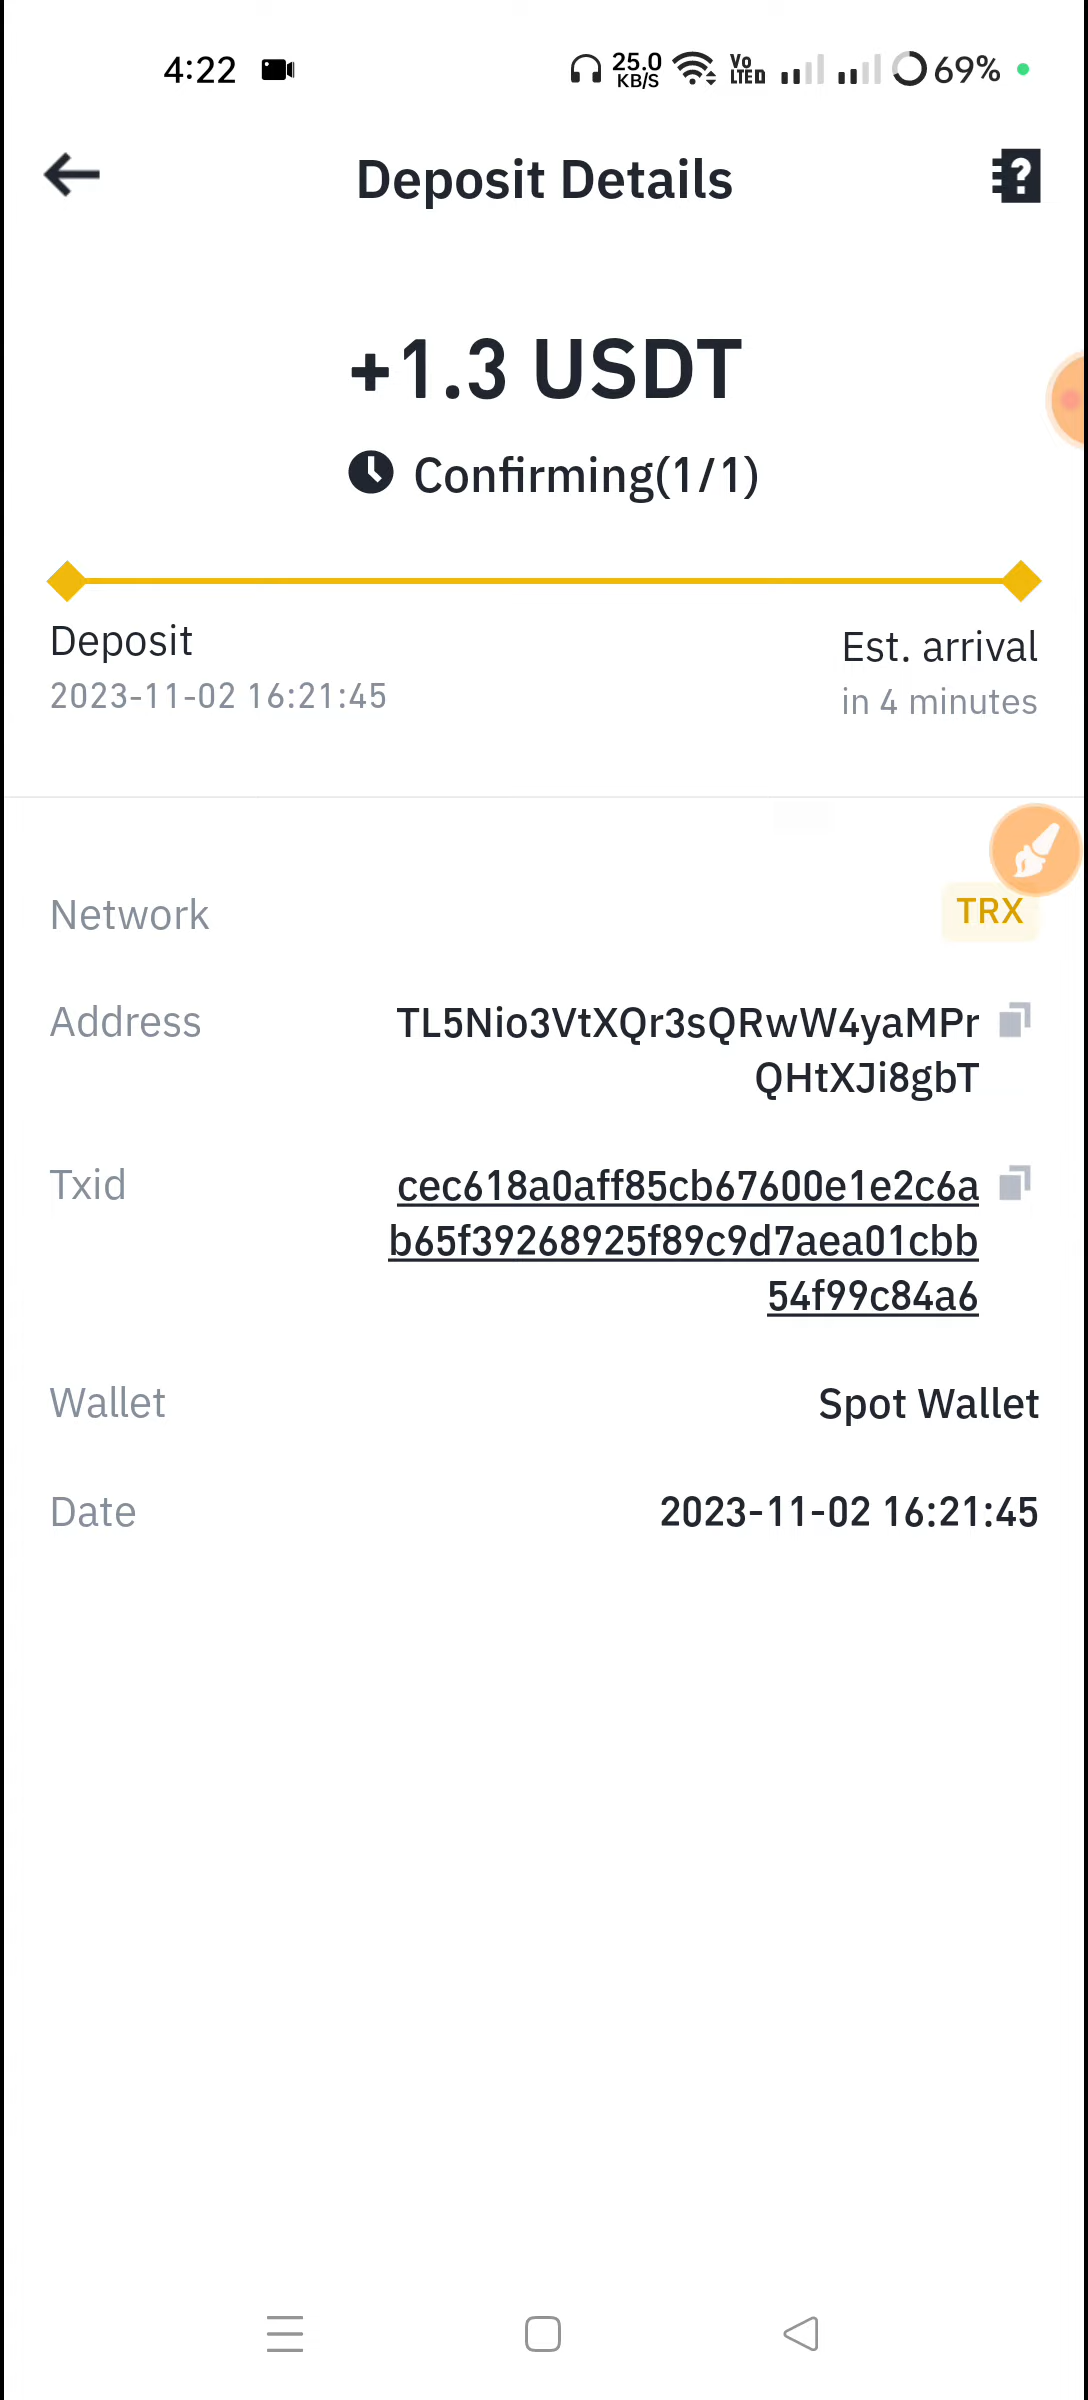 4:22 25.0 KB/S Vo LTE 69%
Deposit Details
+1.3 USDT
Confirming(1/1)
Deposit
2023-11-02 16:21:45
Est. arrival
in 4 minutes
Network TRX
Address TL5Nio3VtXQr3sQRwW4yaMPr
QHtXJi8gbT
Txid cec618a0aff85cb67600e1e2c6a
b65f39268925f89c9d7aea01cbb
54f99c84a6
Wallet Spot Wallet
Date 2023-11-02 16:21:45